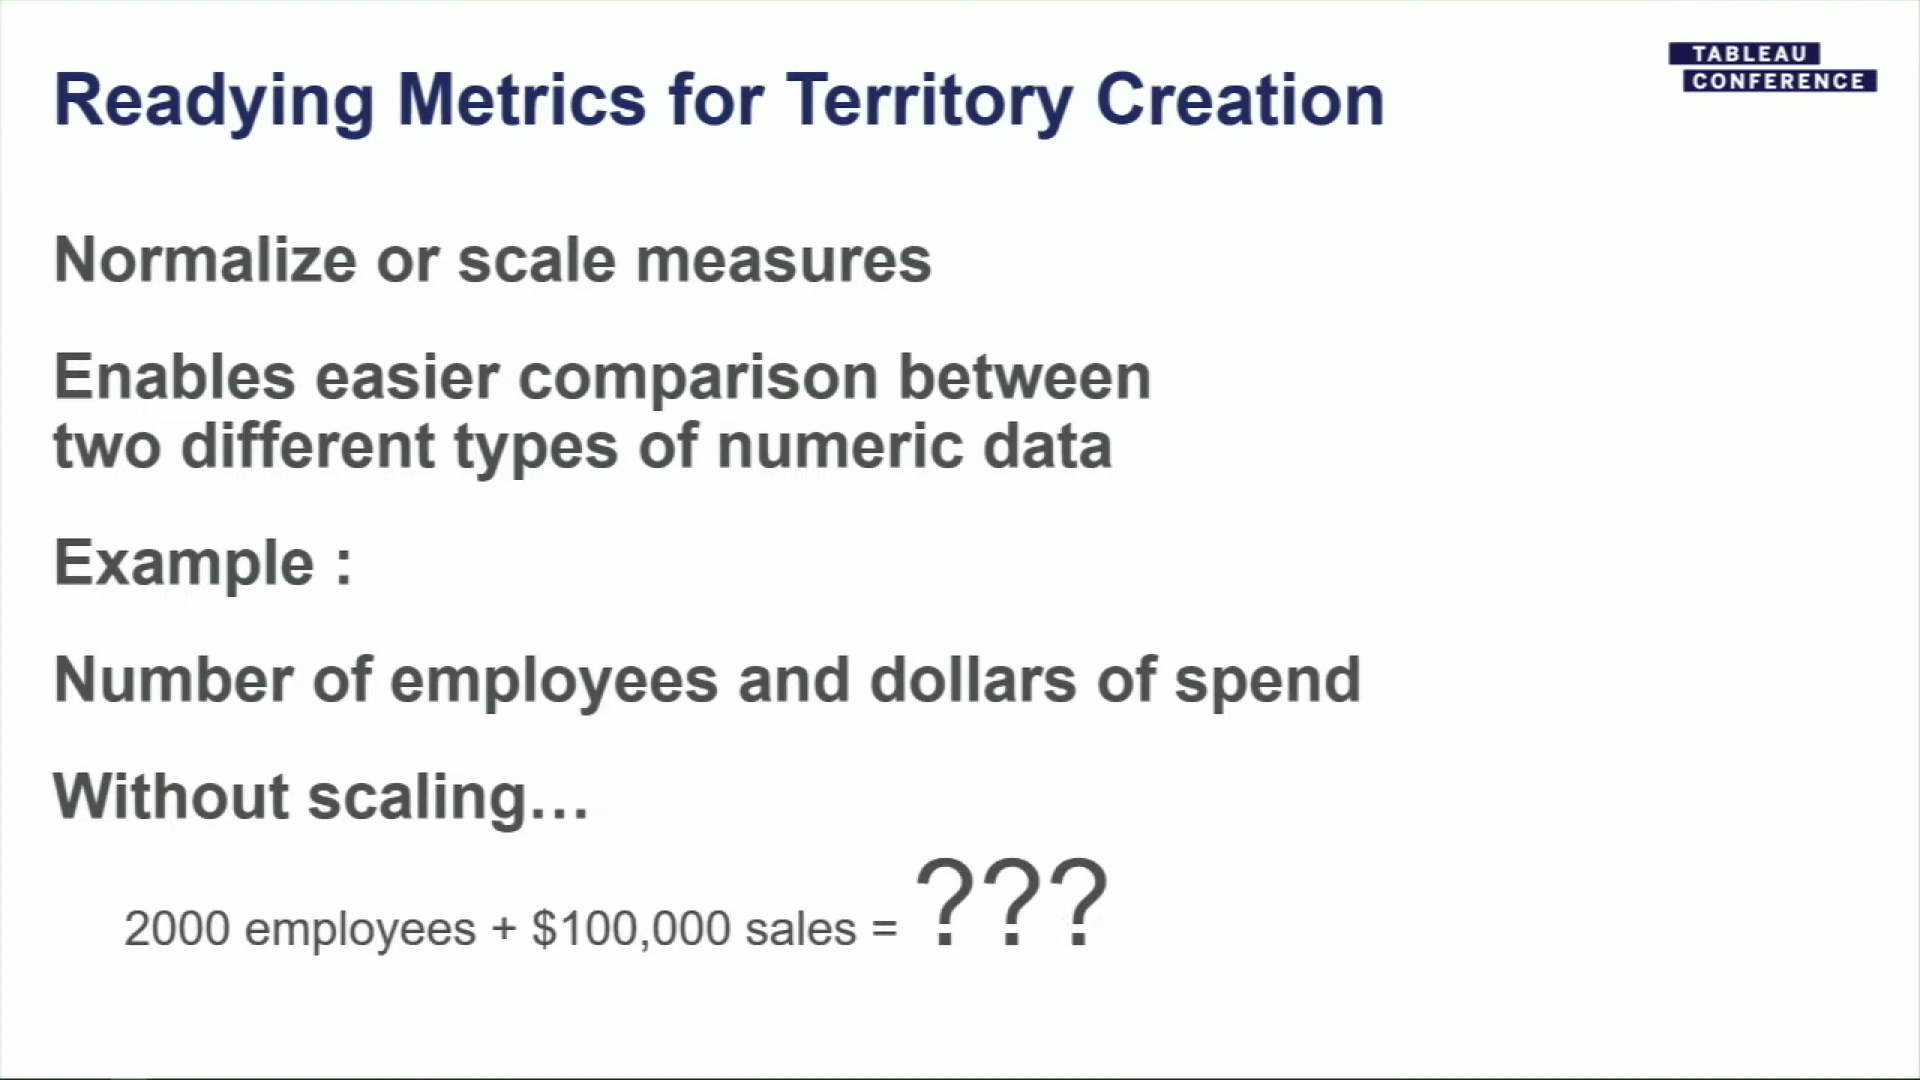 TABLEAU
CONFERENCE
Readying Metrics for Territory Creation
Normalize or scale measures
Enables easier comparison between
two different types of numeric data
Example :
Number of employees and dollars of spend
Without scaling…
2000 employees + $100,000 sales = ???